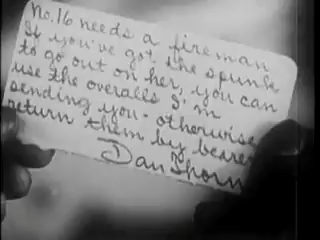 No. 16 needs a fireman
If you've got the spunk
to go out on her, you can
use the overalls I'm
sending you - otherwise
return them by bearer
Dan Thorn